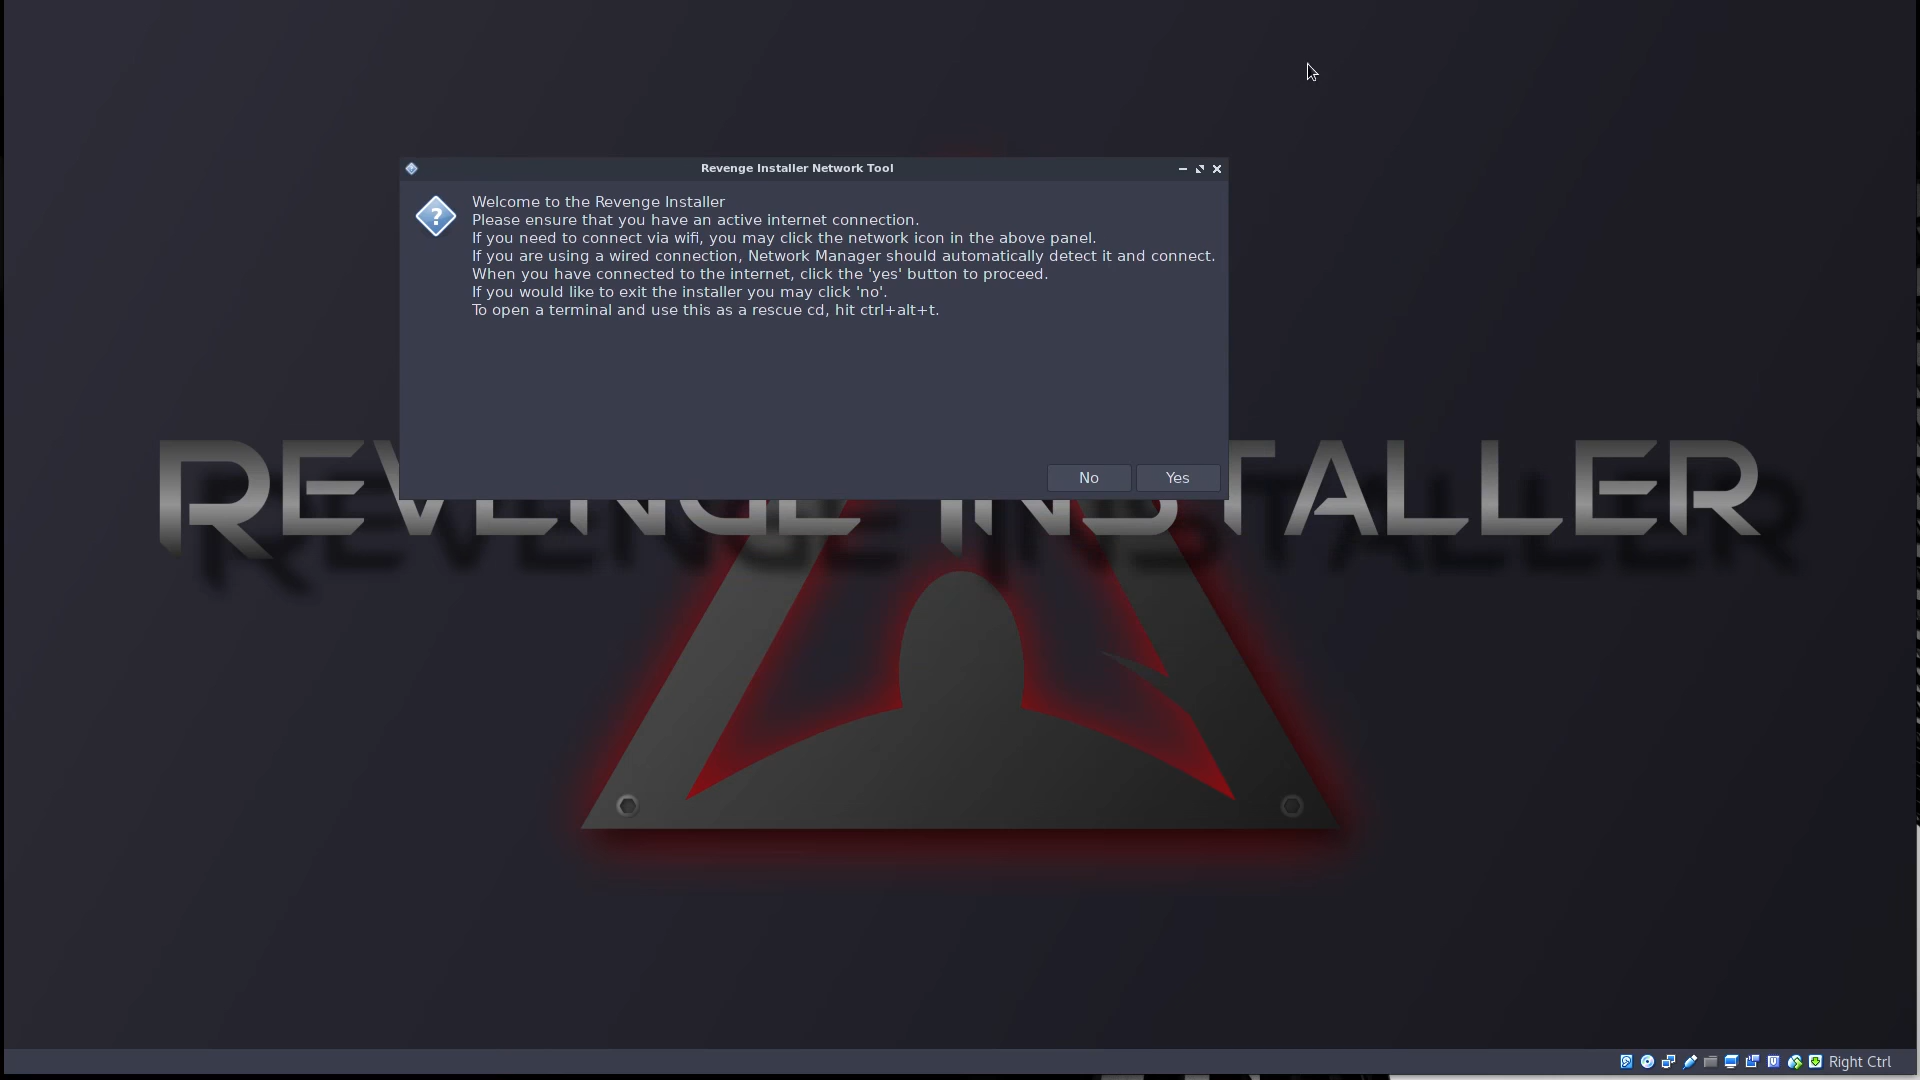 Revenge Installer Network Tool
Welcome to the Revenge Installer
Please ensure that you have an active internet connection.
If you need to connect via wifi, you may click the network icon in the above panel.
If you are using a wired connection, Network Manager should automatically detect it and connect.
When you have connected to the internet, click the 'yes' button to proceed.
If you would like to exit the installer you may click 'no'.
To open a terminal and use this as a rescue cd, hit ctrl+alt+t.
No Yes
REVENGE INSTALLER
Right Ctrl